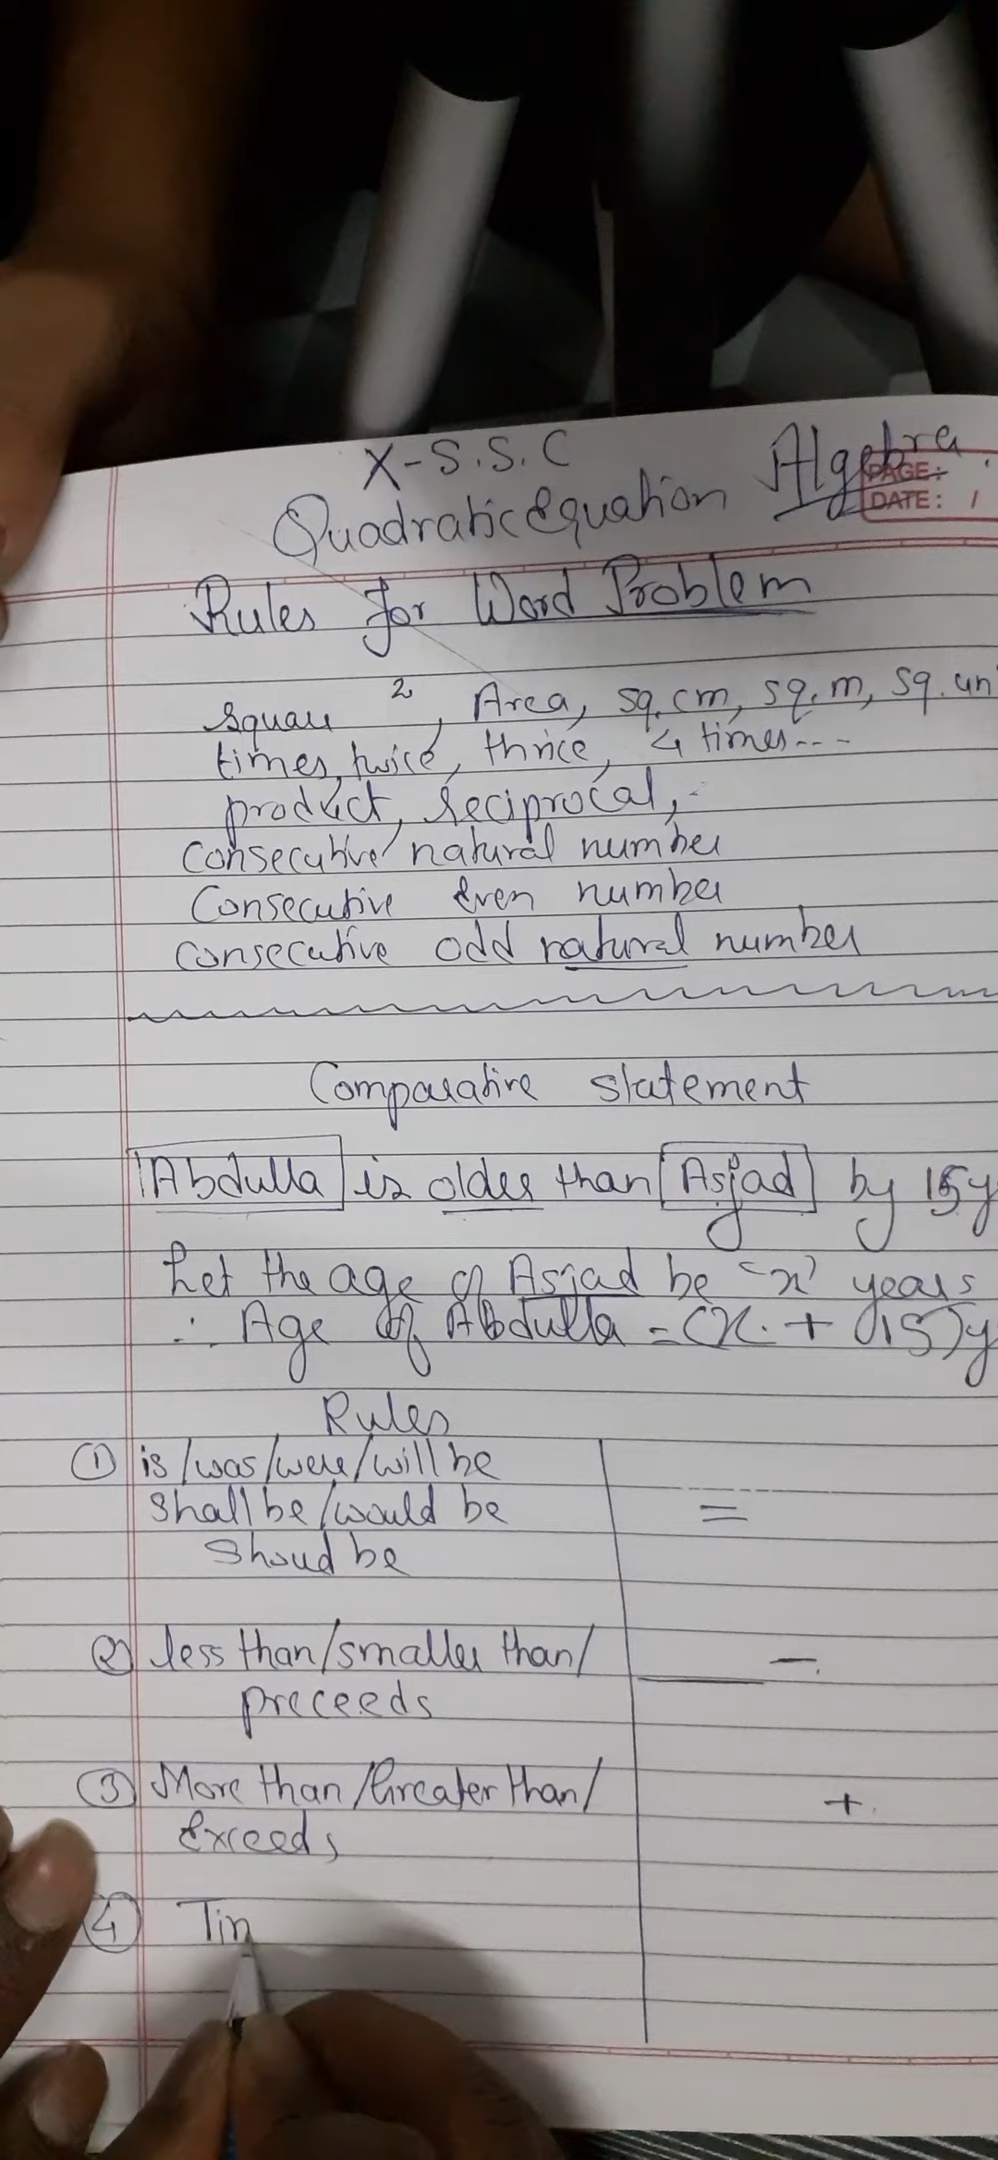 X-S.S.C
Algebra
PAGE:
DATE: /
Quadratic equation
Rules for Word Problem
square ², Area, sq.cm, sq.m, sq.un
times, twice, thrice, 4 times---
product, reciprocal,
consecutive natural number
Consecutive even number
consecutive odd natural number
Comparative statement
Abdulla is older than Asjad by 15y
Let the age of Asjad be 'x' years
∴ Age of Abdulla = (x + 15)y
Rules
① is/was/were/will be
shall be/would be =
shoud be
② less than/smaller than/ —
preceeds
③ More than/Greater than/ +
exceeds
④ Tin